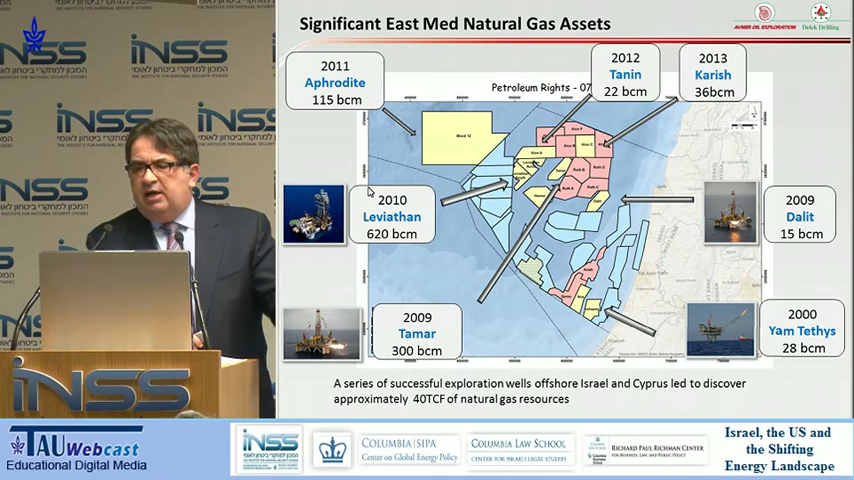 Significant East Med Natural Gas Assets
AVNER OIL EXPLORATION
Delek Drilling
2011
Aphrodite
115 bcm
2012
Tanin
22 bcm
2013
Karish
36bcm
Petroleum Rights - 07
Block 12
2010
Leviathan
620 bcm
2009
Dalit
15 bcm
2009
Tamar
300 bcm
2000
Yam Tethys
28 bcm
A series of successful exploration wells offshore Israel and Cyprus led to discover
approximately 40TCF of natural gas resources
iNSS
המכון למחקרי ביטחון לאומי
THE INSTITUTE FOR NATIONAL SECURITY STUDIES
iNSS
TAU Webcast
Educational Digital Media
iNSS
COLUMBIA | SIPA
Center on Global Energy Policy
COLUMBIA LAW SCHOOL
CENTER FOR ISRAELI LEGAL STUDIES
RICHARD PAUL RICHMAN CENTER
FOR BUSINESS, LAW, AND PUBLIC POLICY
Israel, the US and
the Shifting
Energy Landscape